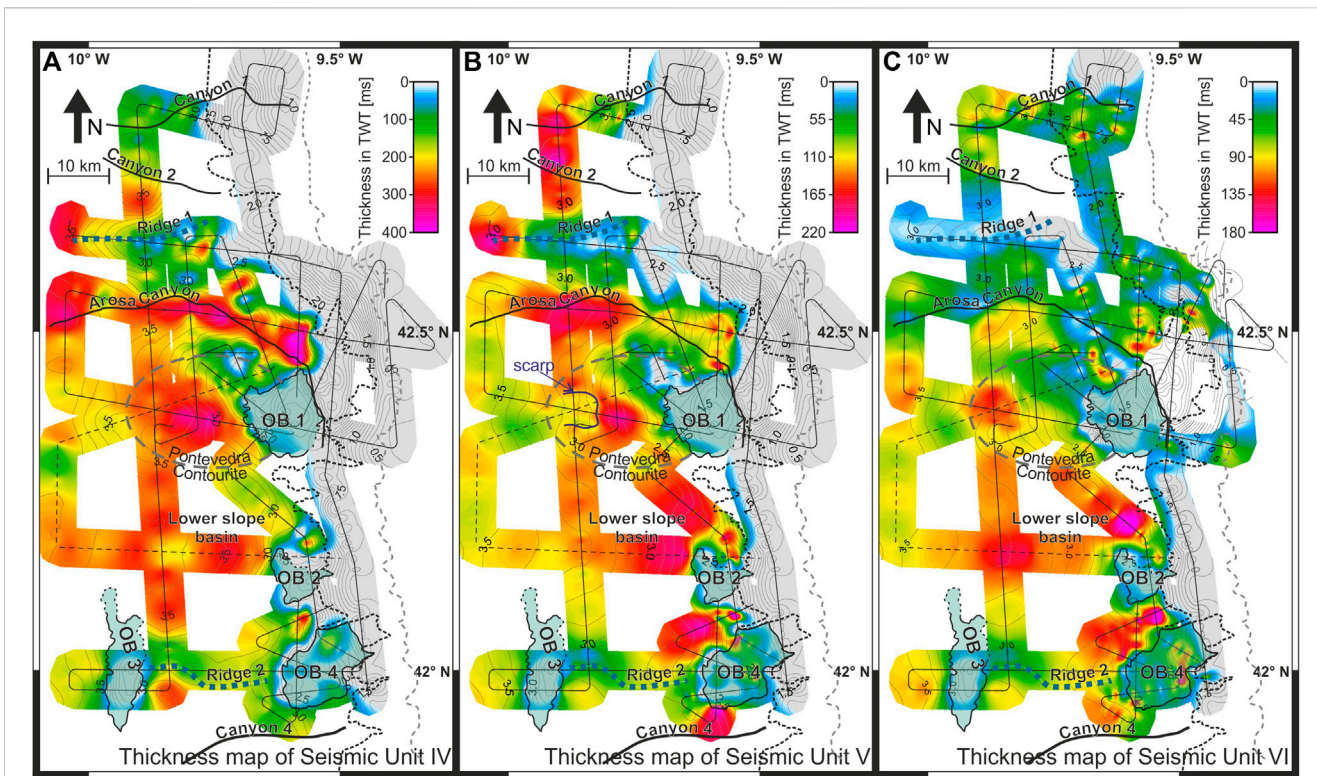 A
10° W
9.5° W
0
100
200
300
400
Thickness in TWT [ms]
N
10 km
Canyon 1
Canyon 2
Ridge 1
Arosa Canyon
42.5° N
OB 1
Pontevedra
Contourite
Lower slope
basin
OB 2
OB 3
Ridge 2
OB 4
42° N
Canyon 4
Thickness map of Seismic Unit IV
B
10° W
9.5° W
0
55
110
165
220
Thickness in TWT [ms]
N
10 km
Canyon 1
Canyon 2
Ridge 1
Arosa Canyon
42.5° N
scarp
OB 1
Pontevedra
Contourite
Lower slope
basin
OB 2
OB 3
Ridge 2
OB 4
42° N
Canyon 4
Thickness map of Seismic Unit V
C
10° W
9.5° W
0
45
90
135
180
Thickness in TWT [ms]
N
10 km
Canyon 1
Canyon 2
Ridge 1
Arosa Canyon
42.5° N
OB 1
Pontevedra
Contourite
Lower slope
basin
OB 2
OB 3
Ridge 2
OB 4
42° N
Canyon 4
Thickness map of Seismic Unit VI